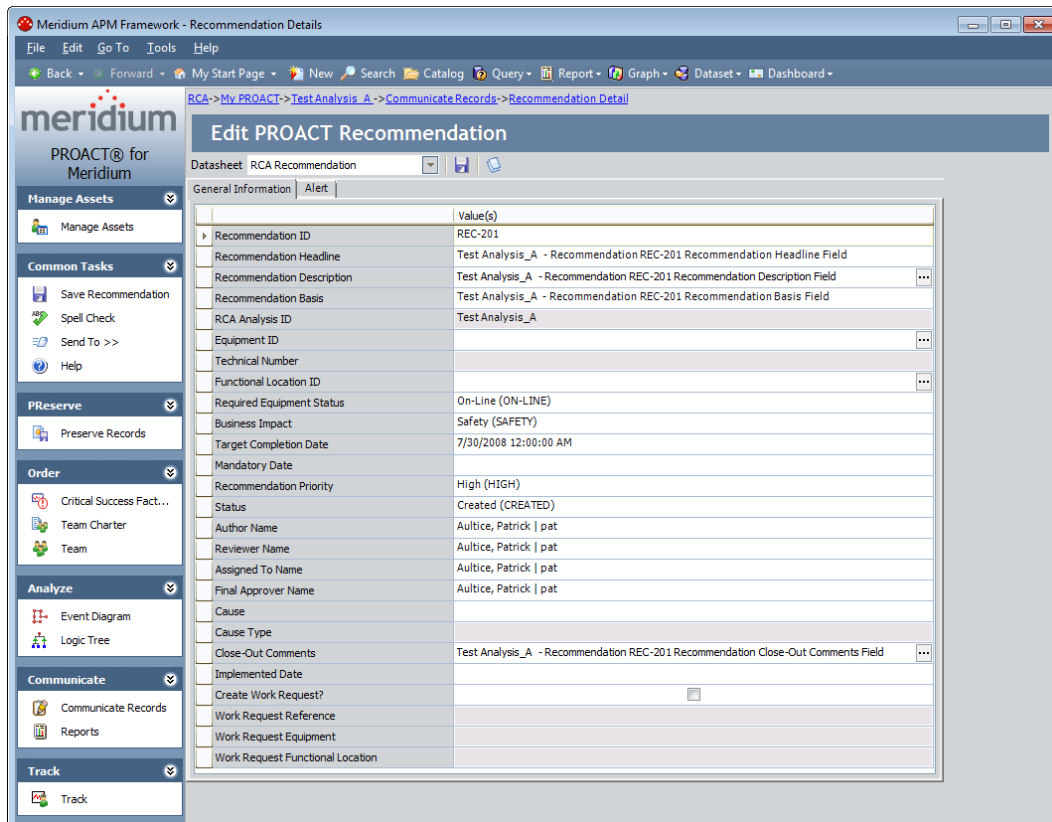 Meridium APM Framework - Recommendation Details
File Edit Go To Tools Help
Back Forward My Start Page New Search Catalog Query Report Graph Dataset Dashboard
meridium
PROACT® for
Meridium
Manage Assets
Manage Assets
Common Tasks
Save Recommendation
ABC
Spell Check
Send To >>
Help
PReserve
Preserve Records
Order
Critical Success Fact...
Team Charter
Team
Analyze
Event Diagram
Logic Tree
Communicate
Communicate Records
Reports
Track
Track
RCA->My PROACT->Test Analysis_A ->Communicate Records->Recommendation Detail
Edit PROACT Recommendation
Datasheet RCA Recommendation
General Information Alert
Value(s)
Recommendation ID REC-201
Recommendation Headline Test Analysis_A - Recommendation REC-201 Recommendation Headline Field
Recommendation Description Test Analysis_A - Recommendation REC-201 Recommendation Description Field ...
Recommendation Basis Test Analysis_A - Recommendation REC-201 Recommendation Basis Field
RCA Analysis ID Test Analysis_A
Equipment ID ...
Technical Number
Functional Location ID ...
Required Equipment Status On-Line (ON-LINE)
Business Impact Safety (SAFETY)
Target Completion Date 7/30/2008 12:00:00 AM
Mandatory Date
Recommendation Priority High (HIGH)
Status Created (CREATED)
Author Name Aultice, Patrick | pat
Reviewer Name Aultice, Patrick | pat
Assigned To Name Aultice, Patrick | pat
Final Approver Name Aultice, Patrick | pat
Cause
Cause Type
Close-Out Comments Test Analysis_A - Recommendation REC-201 Recommendation Close-Out Comments Field ...
Implemented Date
Create Work Request?
Work Request Reference
Work Request Equipment
Work Request Functional Location